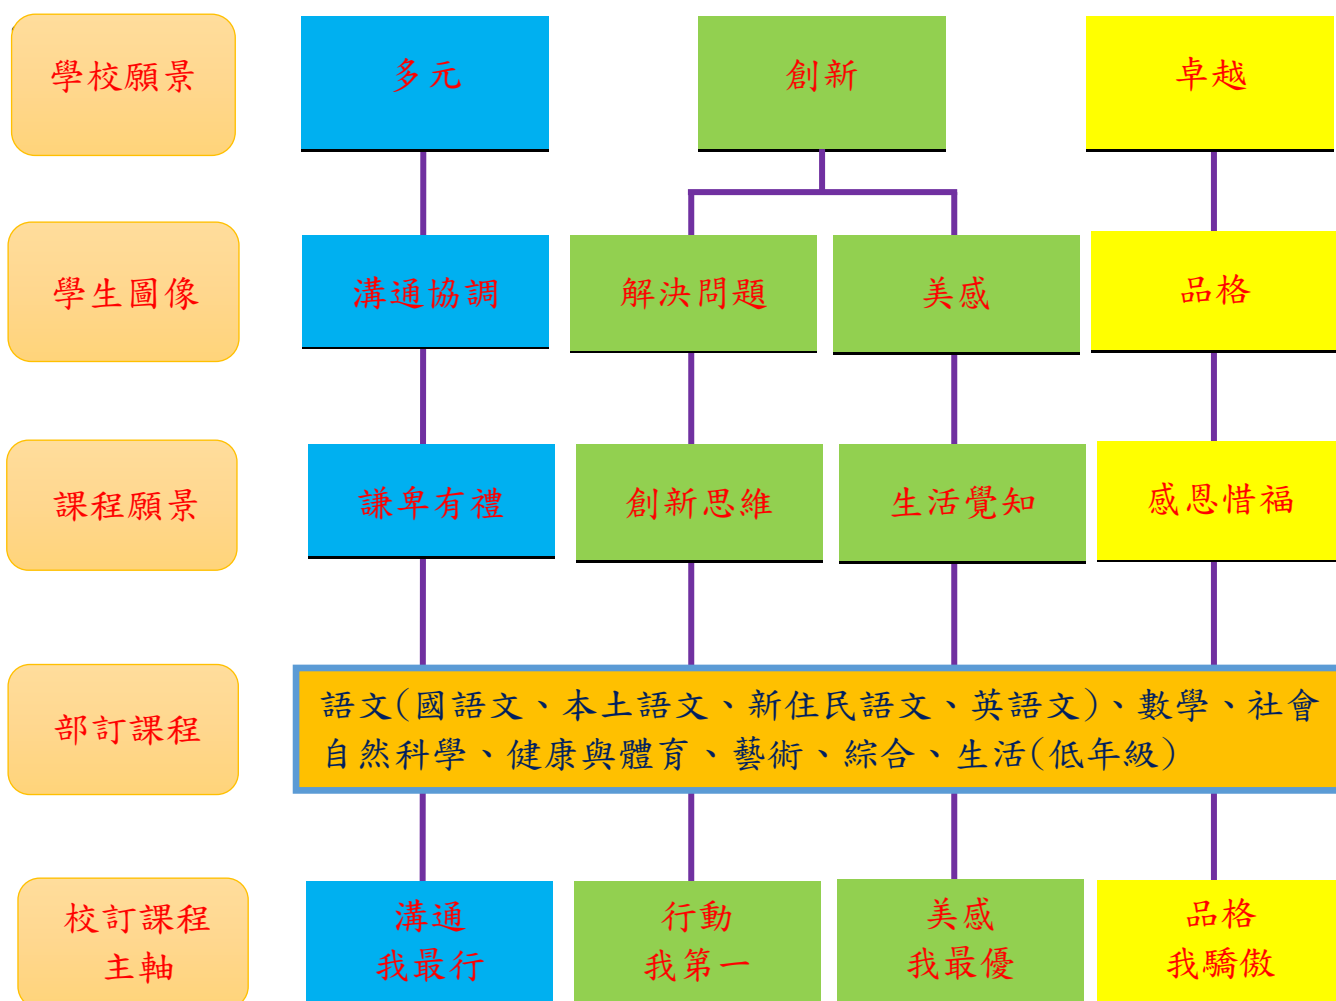 學校願景
多元
創新
卓越
學生圖像
溝通協調
解決問題
美感
品格
課程願景
謙卑有禮
創新思維
生活覺知
感恩惜福
部訂課程
語文(國語文、本土語文、新住民語文、英語文)、數學、社會
自然科學、健康與體育、藝術、綜合、生活(低年級)
校訂課程
主軸
溝通
我最行
行動
我第一
美感
我最優
品格
我驕傲